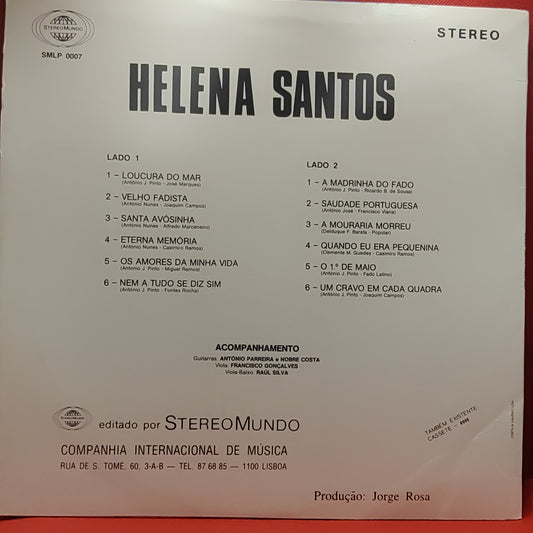 STEREOMUNDO
SMLP 0007
STEREO
HELENA SANTOS
LADO 1
1 – LOUCURA DO MAR
(António J. Pinto - José Marques)
2 – VELHO FADISTA
(António Nunes - Joaquim Campos)
3 – SANTA AVÓSINHA
(António Nunes - Alfredo Marceneiro)
4 – ETERNA MEMÓRIA
(António Nunes - Casimiro Ramos)
5 – OS AMORES DA MINHA VIDA
(António J. Pinto - Miguel Ramos)
6 – NEM A TUDO SE DIZ SIM
(António J. Pinto - Fontes Rocha)
LADO 2
1 – A MADRINHA DO FADO
(António J. Pinto - Ricardo B. de Sousa)
2 – SAUDADE PORTUGUESA
(António José - Francisco Viana)
3 – A MOURARIA MORREU
(Delduque F. Barata - Popular)
4 – QUANDO EU ERA PEQUENINA
(Clemente M. Guedes - Casimiro Ramos)
5 – O 1.º DE MAIO
(António J. Pinto - Fado Latino)
6 – UM CRAVO EM CADA QUADRA
(António J. Pinto - Joaquim Campos)
ACOMPANHAMENTO
Guitarras: ANTÓNIO PARREIRA e NOBRE COSTA
Viola: FRANCISCO GONÇALVES
Viola-Baixo: RAÚL SILVA
editado por STEREOMUNDO
COMPANHIA INTERNACIONAL DE MÚSICA
RUA DE S. TOMÉ, 60, 3-A-B — TEL. 87 68 85 — 1100 LISBOA
TAMBÉM EXISTENTE
CASSETE -
Produção: Jorge Rosa